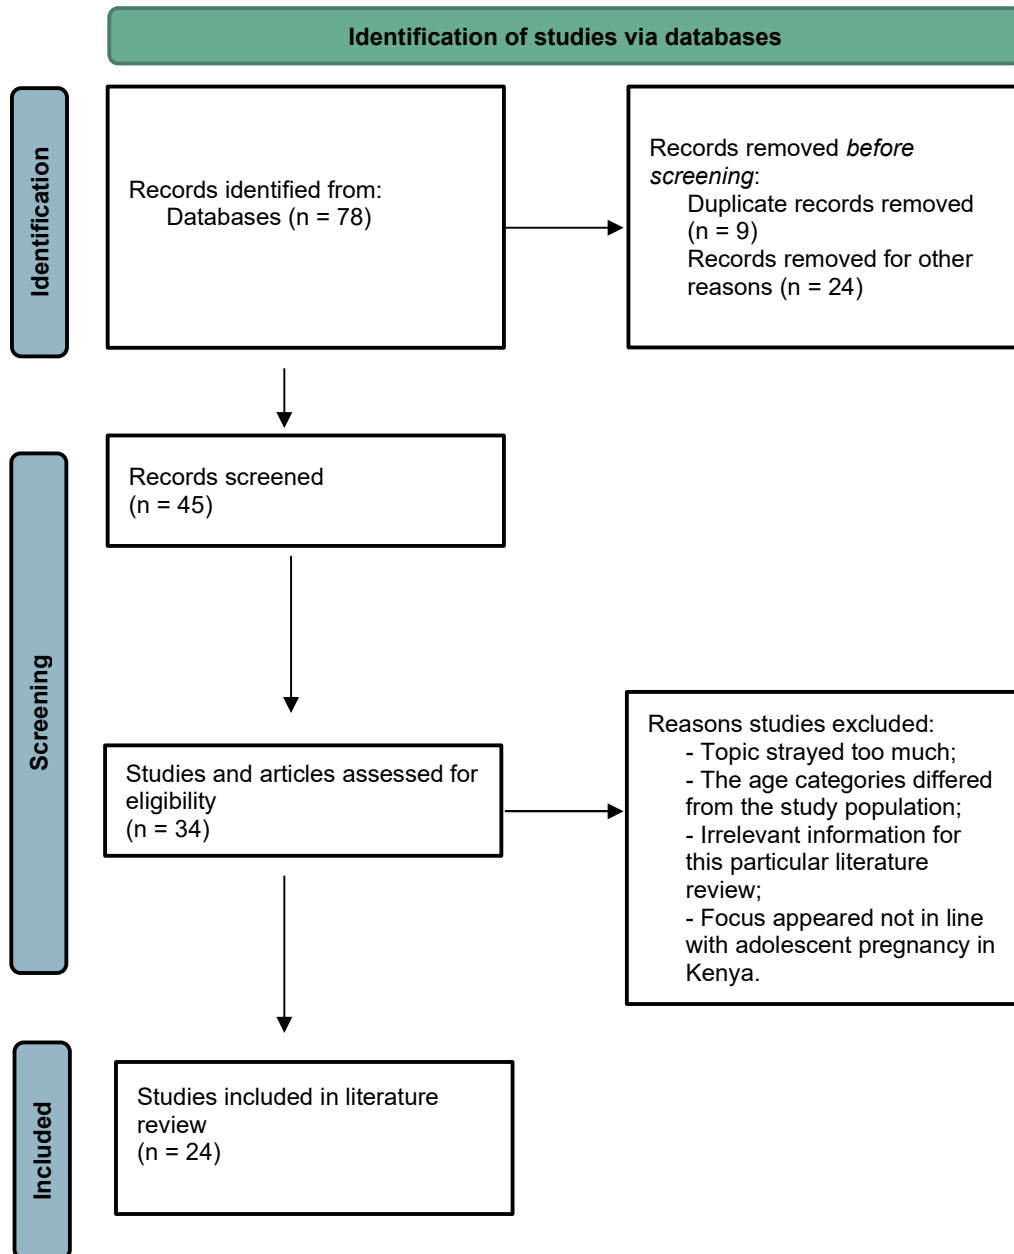 Identification of studies via databases
Identification
Records identified from:
Databases (n = 78)
Records removed before
screening:
Duplicate records removed
(n = 9)
Records removed for other
reasons (n = 24)
Screening
Records screened
(n = 45)
Studies and articles assessed for
eligibility
(n = 34)
Reasons studies excluded:
- Topic strayed too much;
- The age categories differed
from the study population;
- Irrelevant information for
this particular literature
review;
- Focus appeared not in line
with adolescent pregnancy in
Kenya.
Included
Studies included in literature
review
(n = 24)